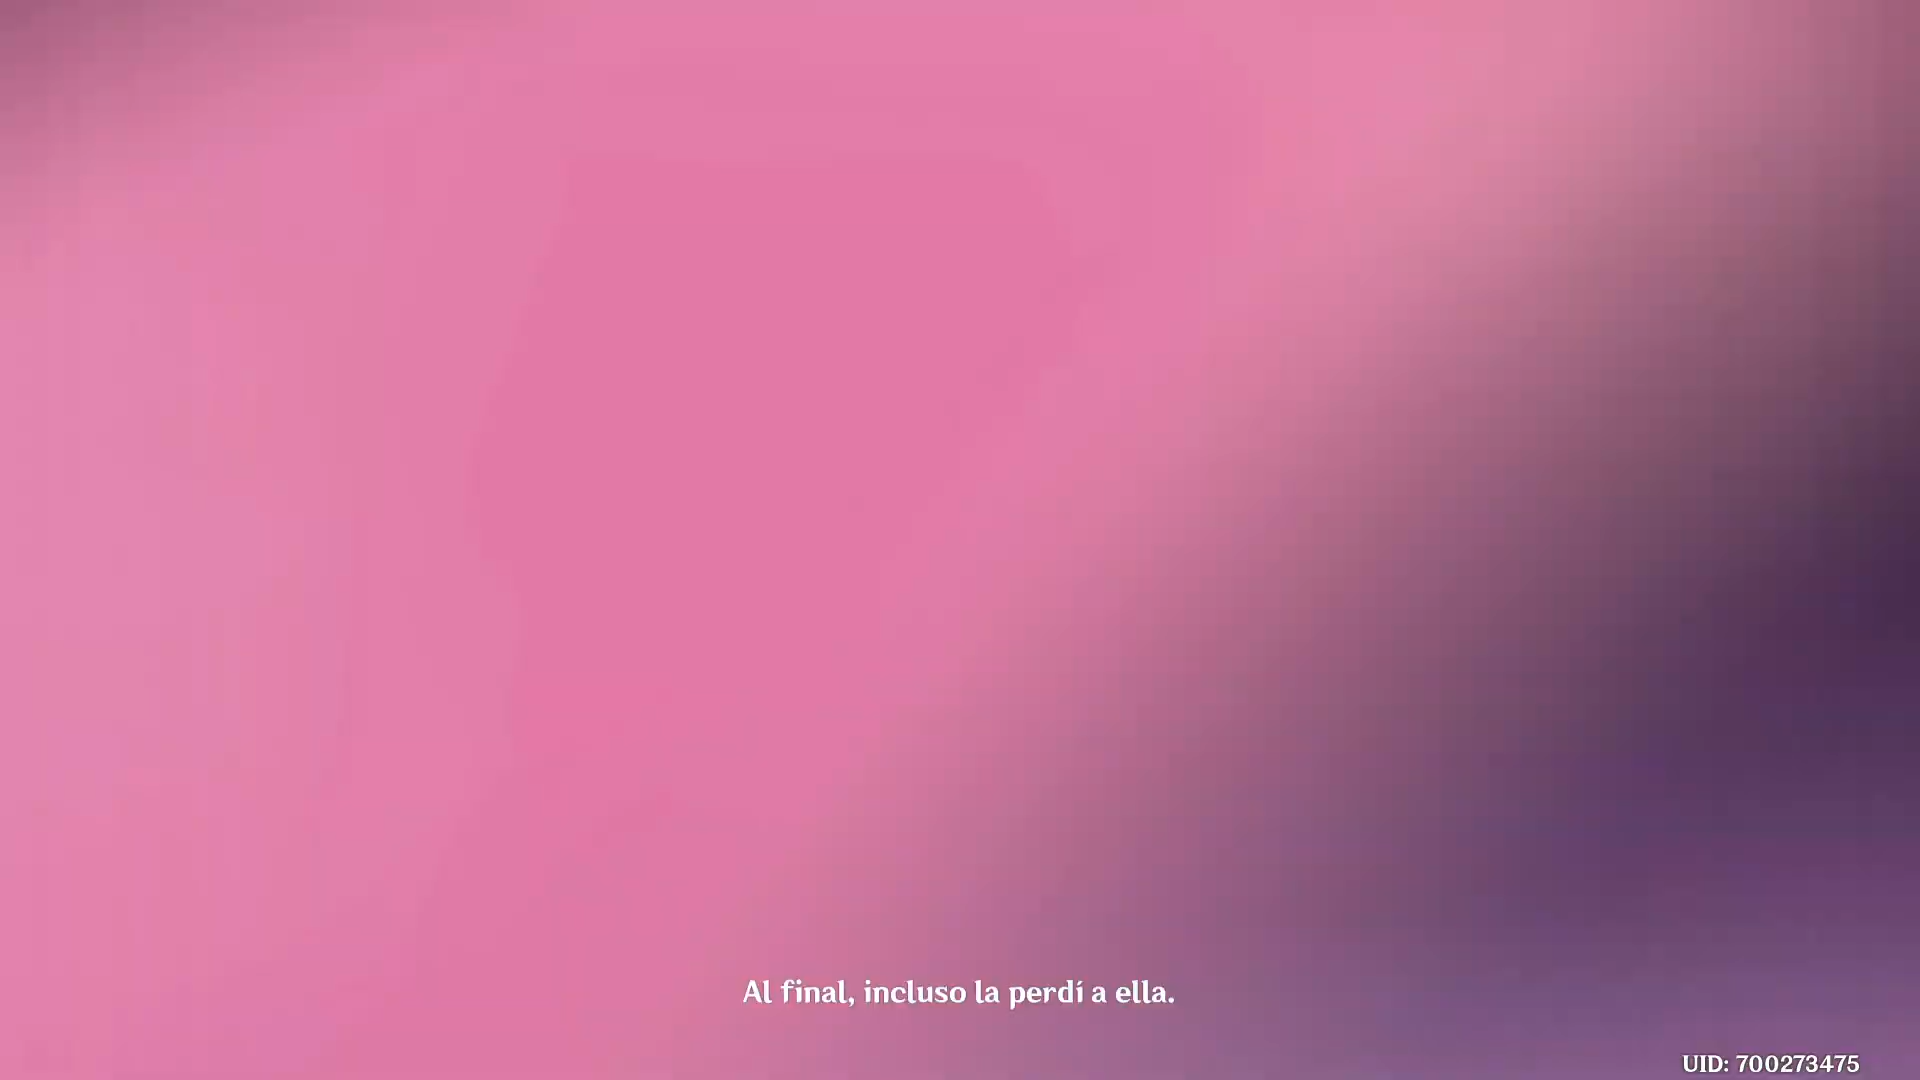 Al final, incluso la perdí a ella.
UID: 700273475